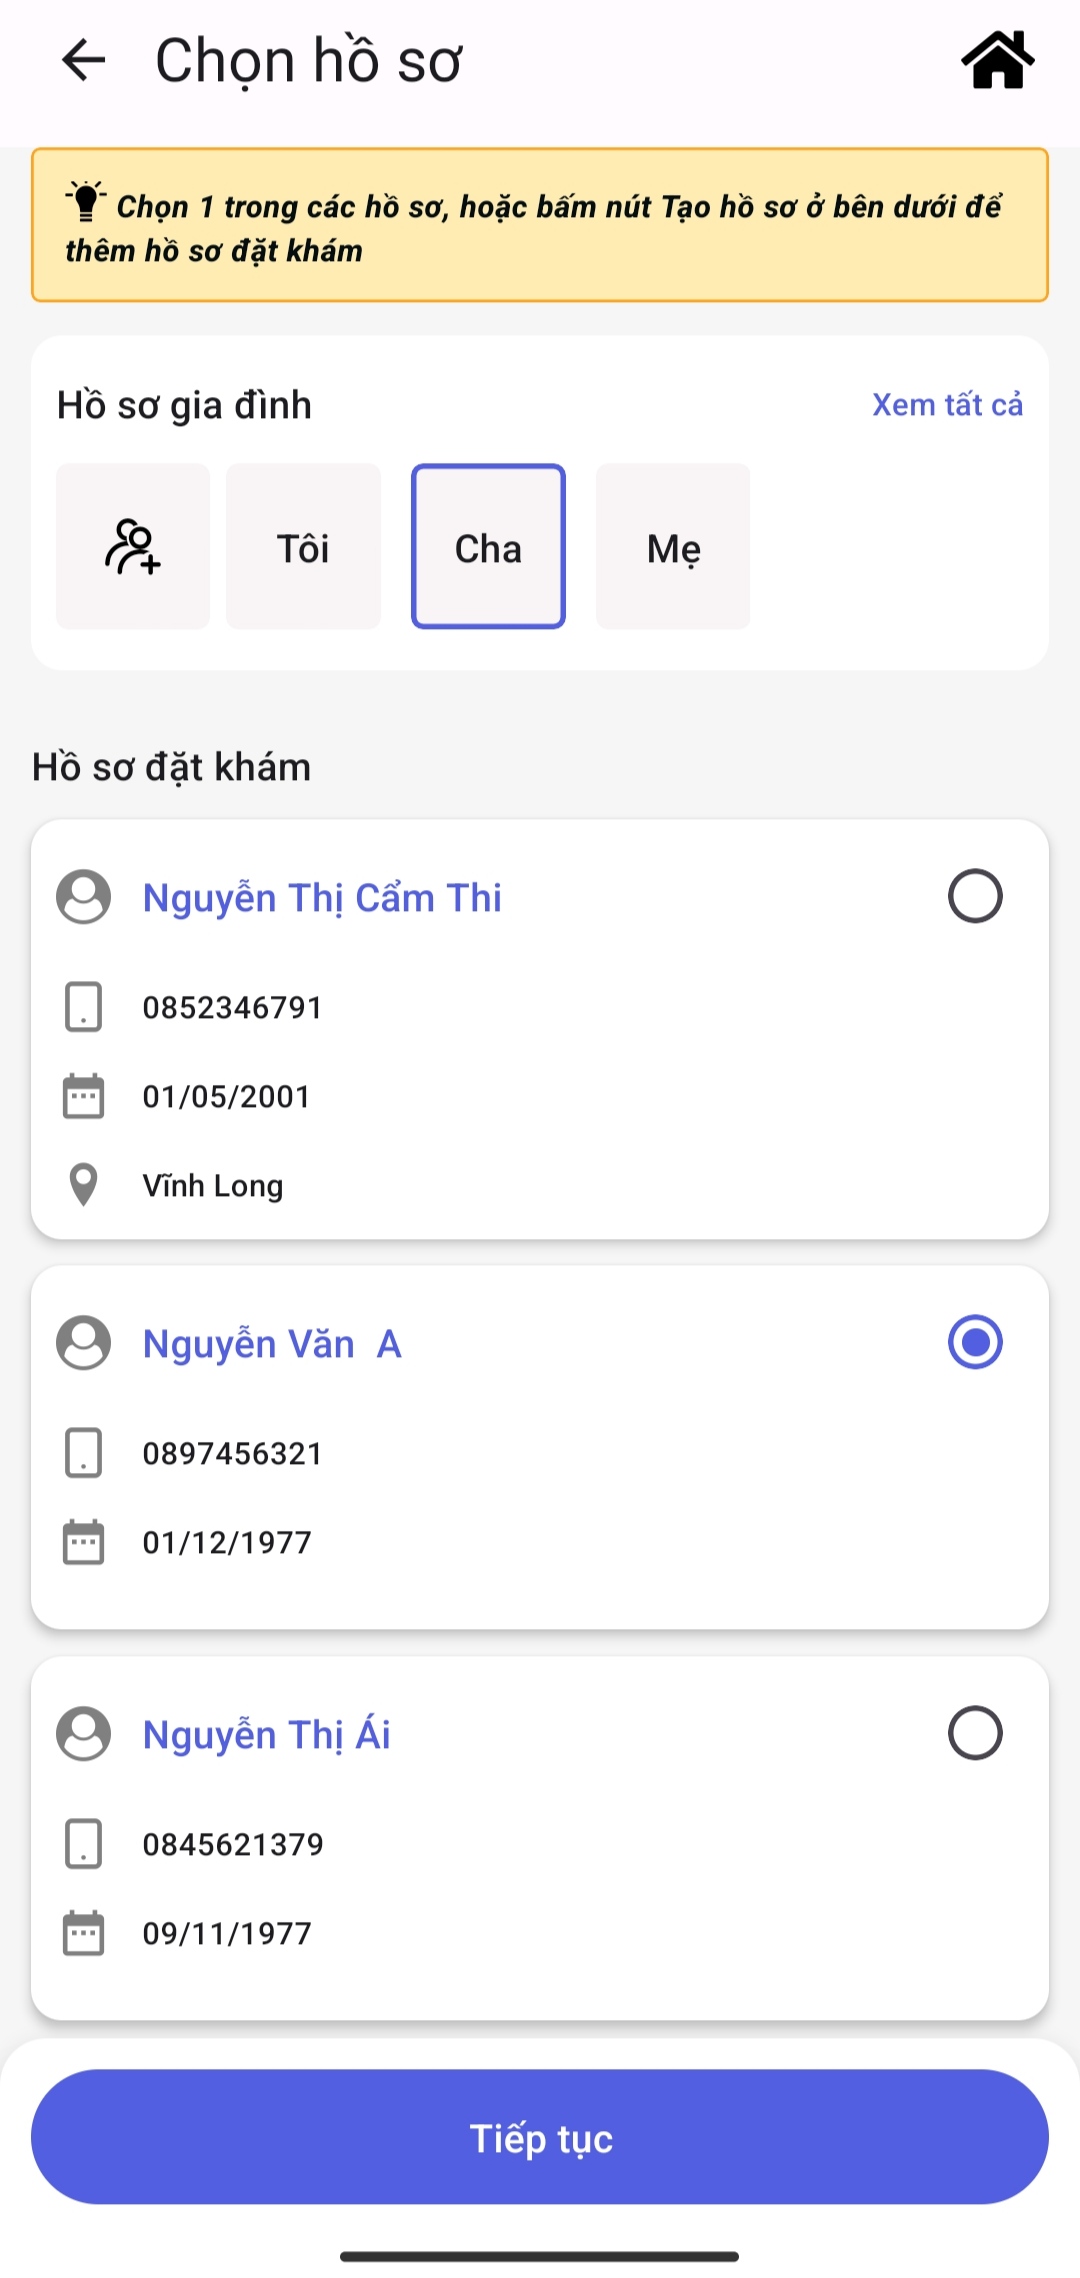 Chọn hồ sơ
Chọn 1 trong các hồ sơ, hoặc bấm nút Tạo hồ sơ ở bên dưới để
thêm hồ sơ đặt khám
Hồ sơ gia đình
Xem tất cả
Tôi
Cha
Mẹ
Hồ sơ đặt khám
Nguyễn Thị Cẩm Thi
0852346791
01/05/2001
Vĩnh Long
Nguyễn Văn  A
0897456321
01/12/1977
Nguyễn Thị Ái
0845621379
09/11/1977
Tiếp tục